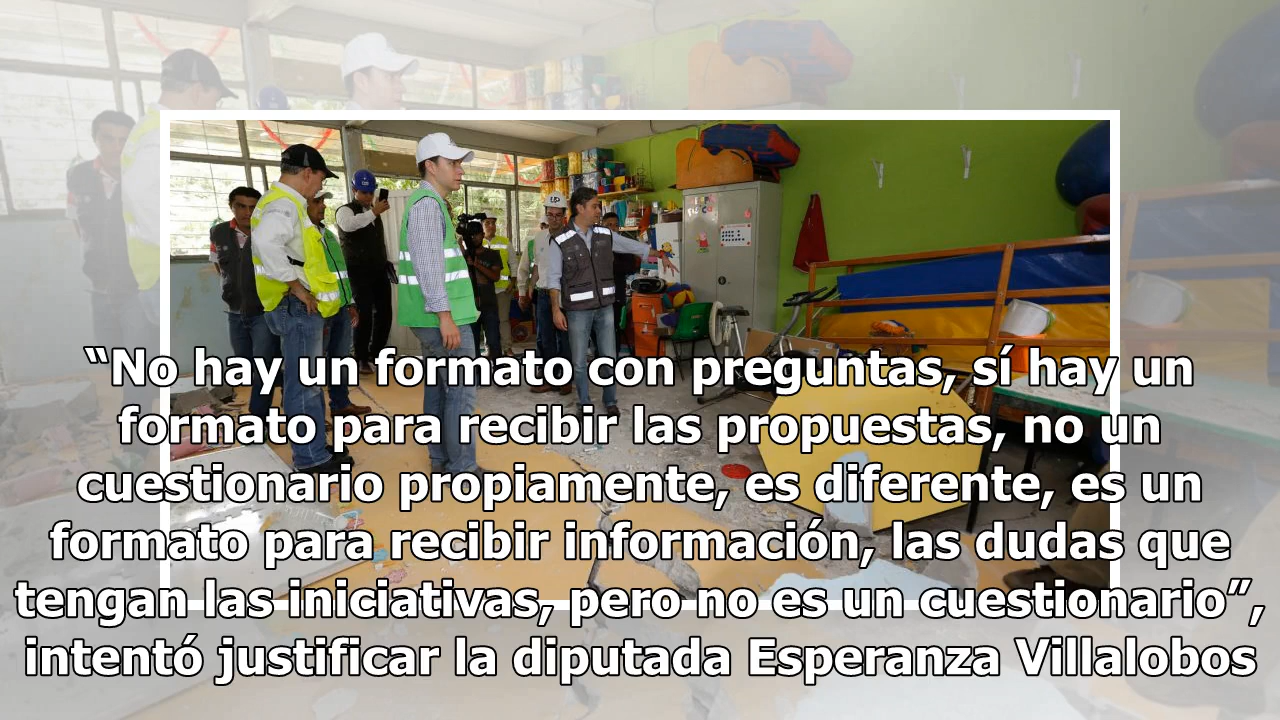 “No hay un formato con preguntas, sí hay un
formato para recibir las propuestas, no un
cuestionario propiamente, es diferente, es un
formato para recibir información, las dudas que
tengan las iniciativas, pero no es un cuestionario”,
intentó justificar la diputada Esperanza Villalobos